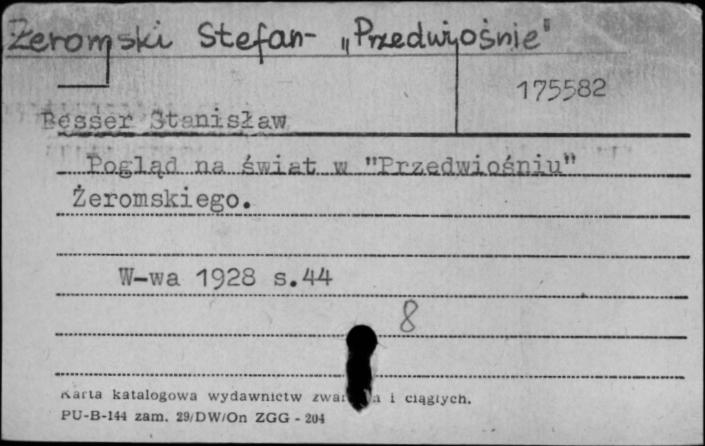 Żeromski Stefan- „Przedwiośnie"
175582
Besser Stanisław
Pogląd na świat w "Przedwiośniu"
Żeromskiego.
W-wa 1928 s.44
8
Karta katalogowa wydawnictw i ciągłych.
PU-B-144 zam. 29/DW/On ZGG - 204